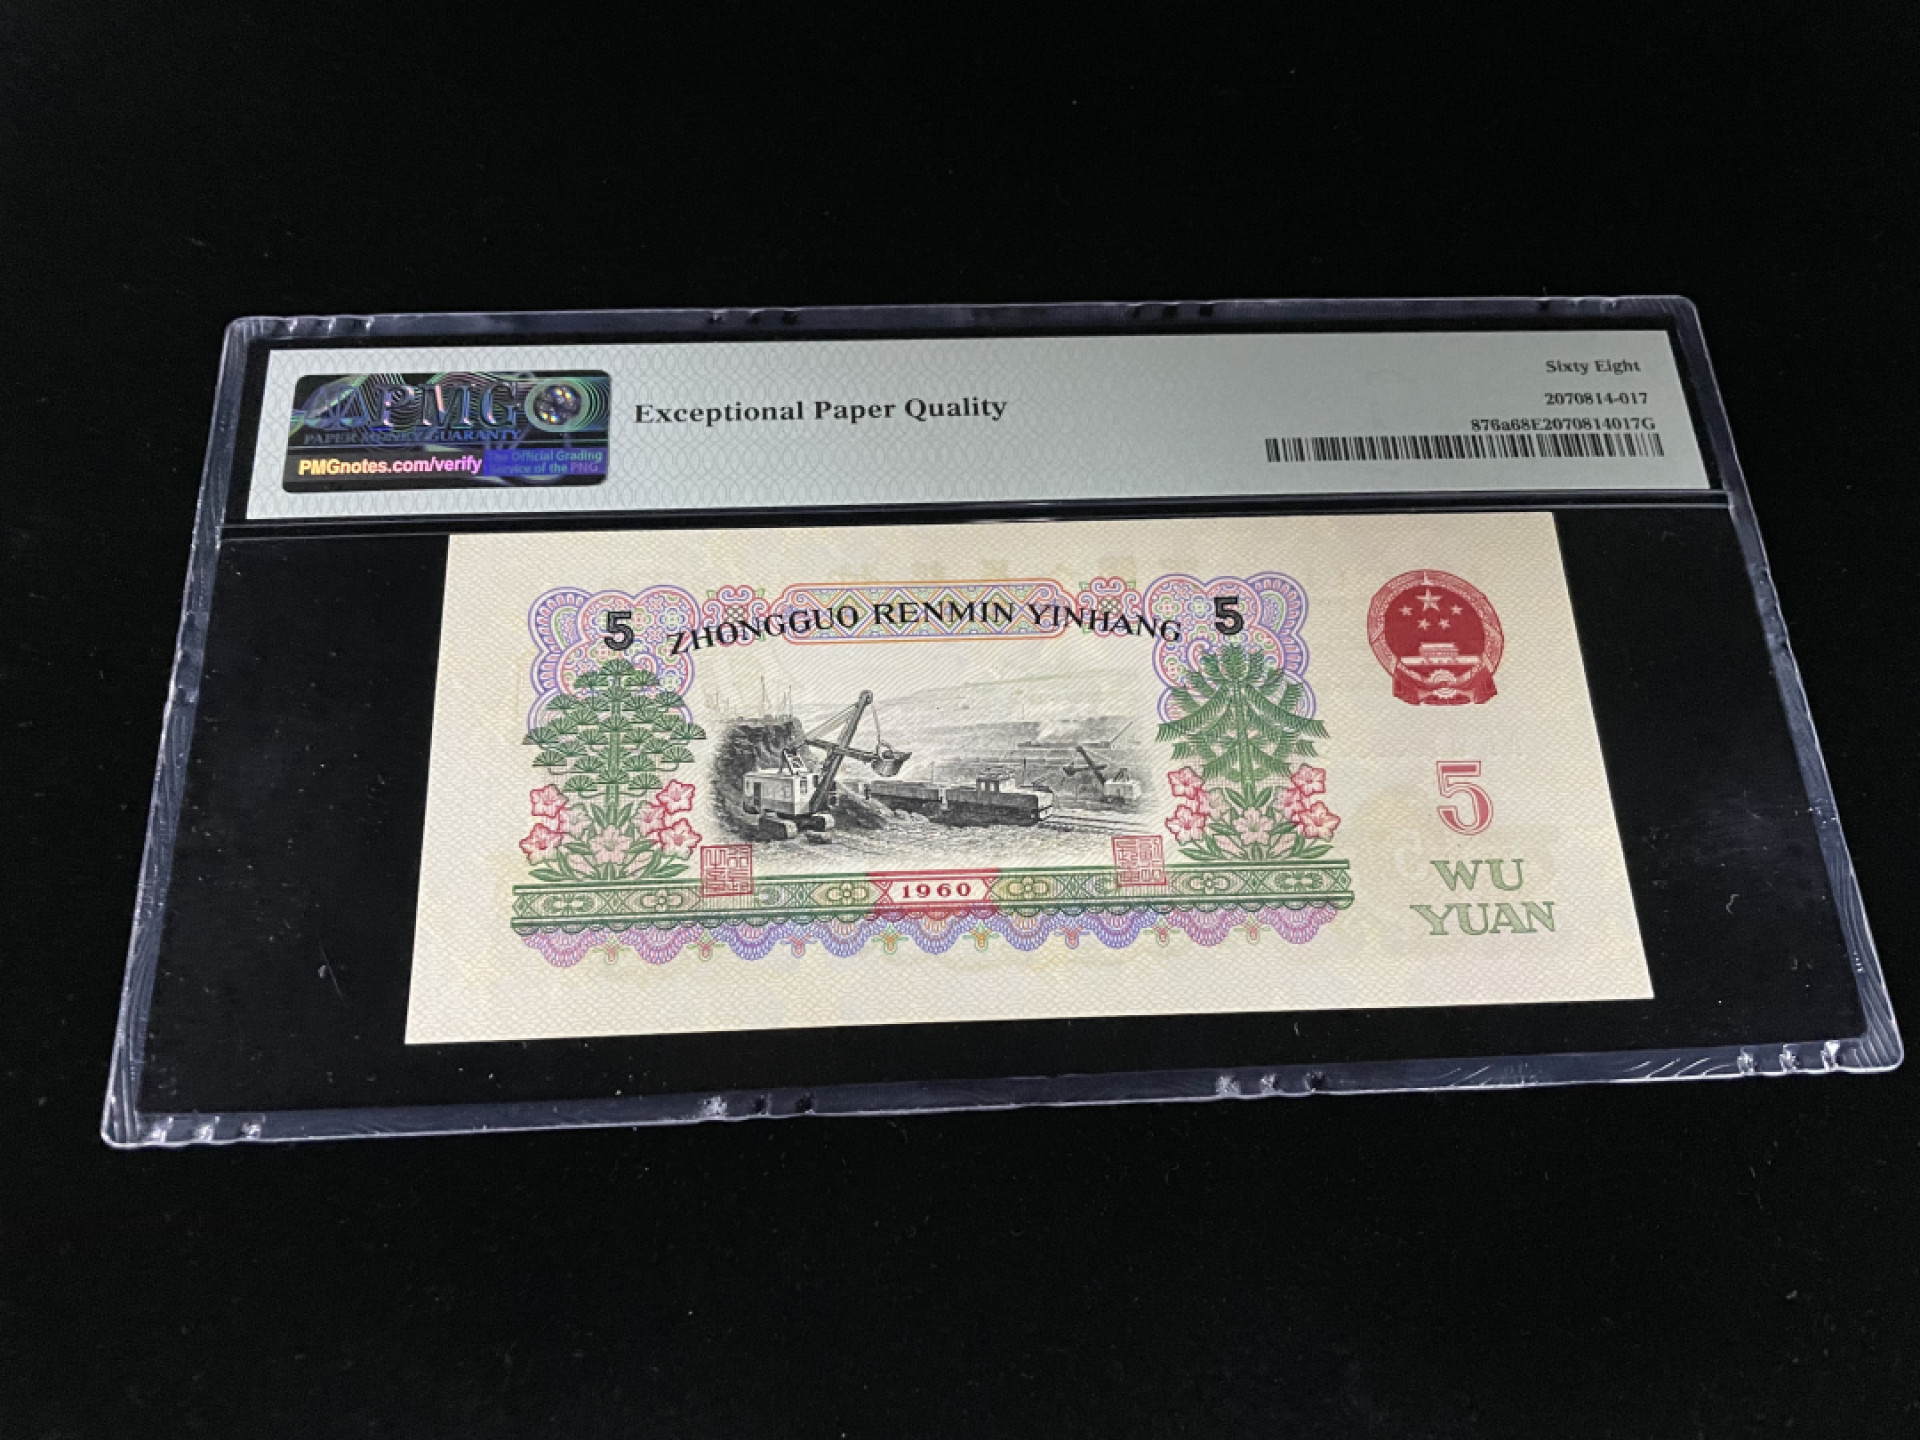 PMG
PAPER MONEY GUARANTY
PMGnotes.com/verify
The Official Grading
Service of the PNG
Exceptional Paper Quality
Sixty Eight
2070814-017
876a68E2070814017G
5 ZHONGGUO RENMIN YINHANG 5
1960
5
WU
YUAN